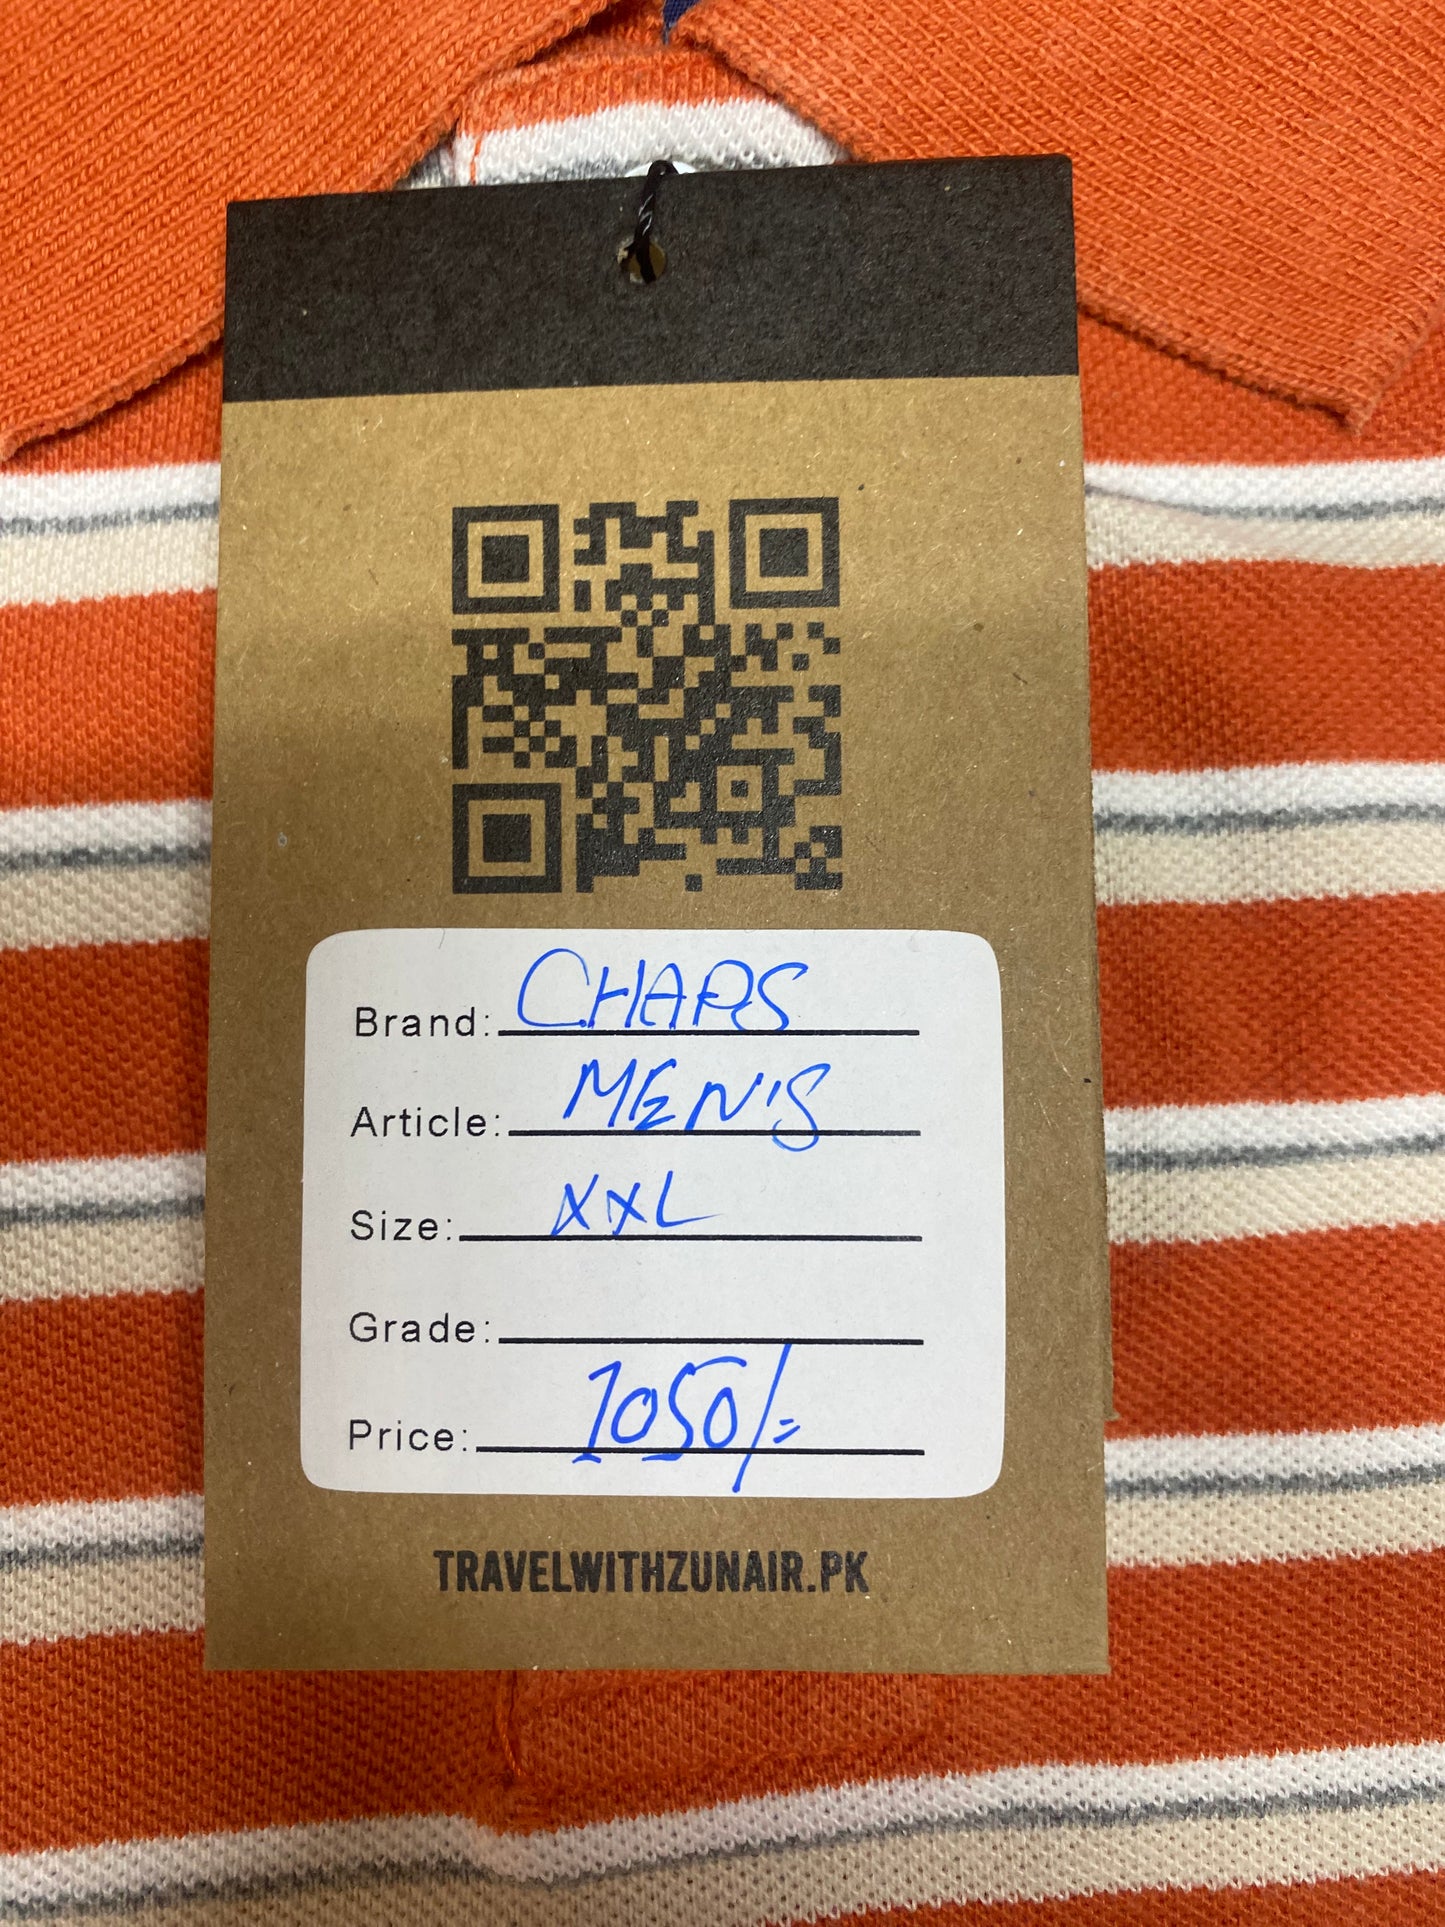 Brand: CHAPS
Article: MEN'S
Size: XXL
Grade:
Price: 1050/=
TRAVELWITHZUNAIR.PK